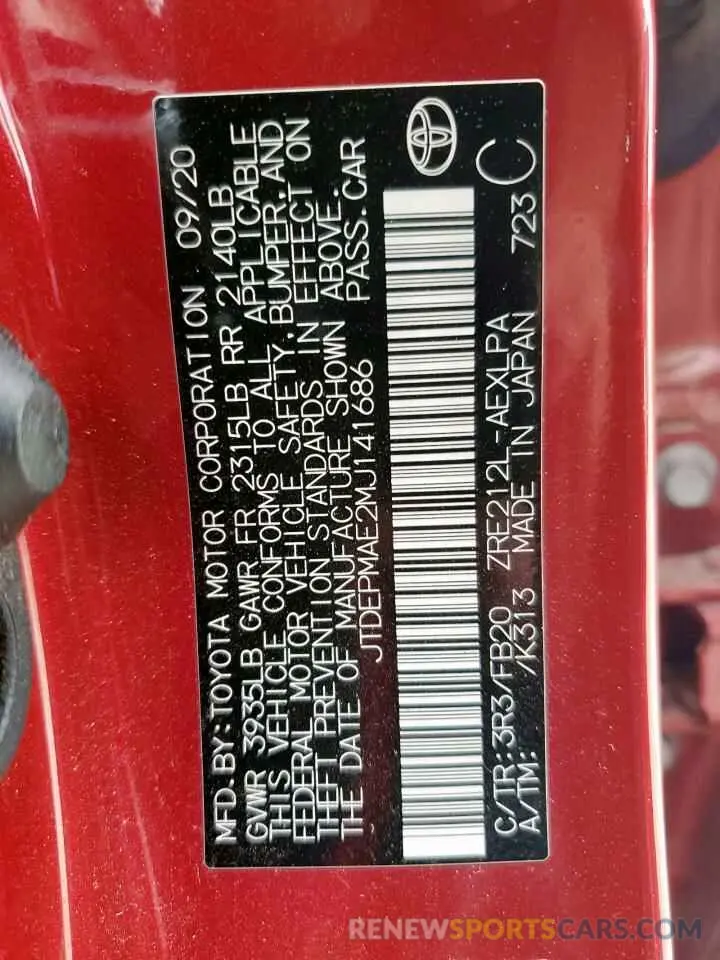 MFD.BY:TOYOTA MOTOR CORPORATION 09/20
GVWR 3935LB GAWR FR 2315LB RR 2140LB
THIS VEHICLE CONFORMS TO ALL APPLICABLE
FEDERAL MOTOR VEHICLE SAFETY,BUMPER,AND
THEFT PREVENTION STANDARDS IN EFFECT ON
THE DATE OF MANUFACTURE SHOWN ABOVE.
JTDEPMAE2MJ141686 PASS.CAR
C/TR:3R3/FB20 ZRE212L-AEXLPA 723
A/TM: /K313 MADE IN JAPAN C
RENEWSPORTSCARS.COM